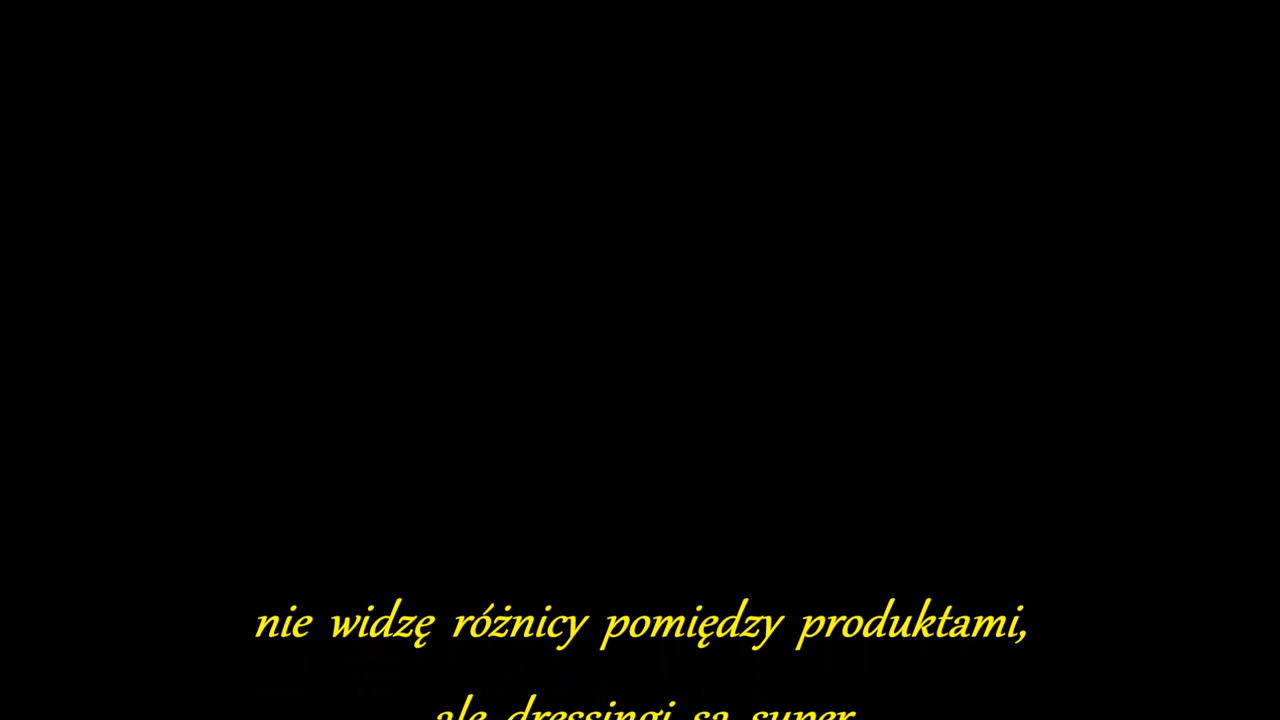 nie widzę różnicy pomiędzy produktami,
ale dressingi są super